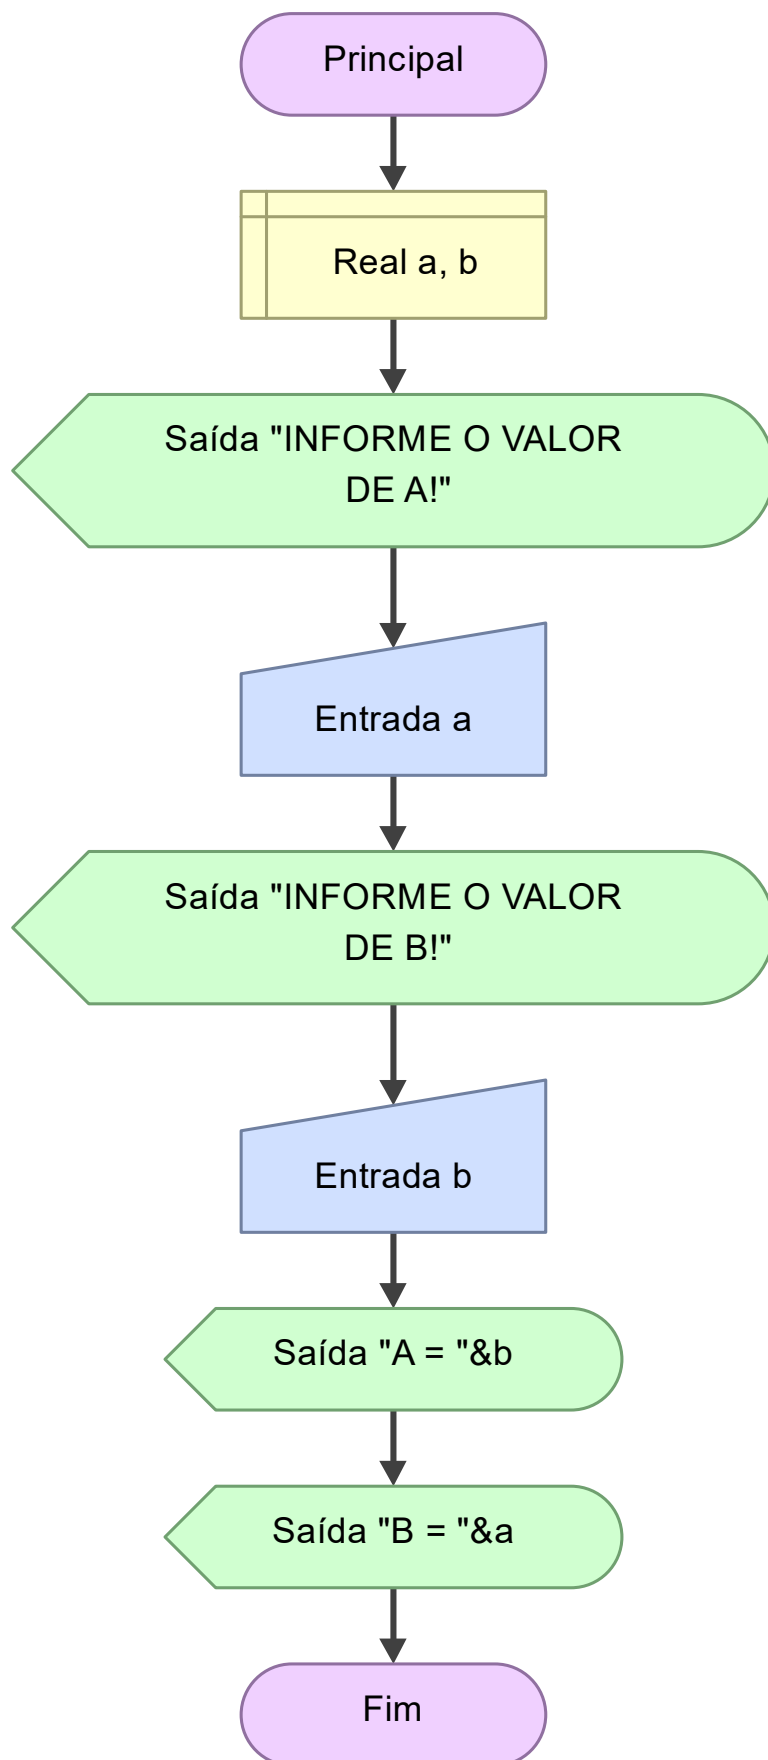 Principal
Real a, b
Saída "INFORME O VALOR
DE A!"
Entrada a
Saída "INFORME O VALOR
DE B!"
Entrada b
Saída "A = "&b
Saída "B = "&a
Fim